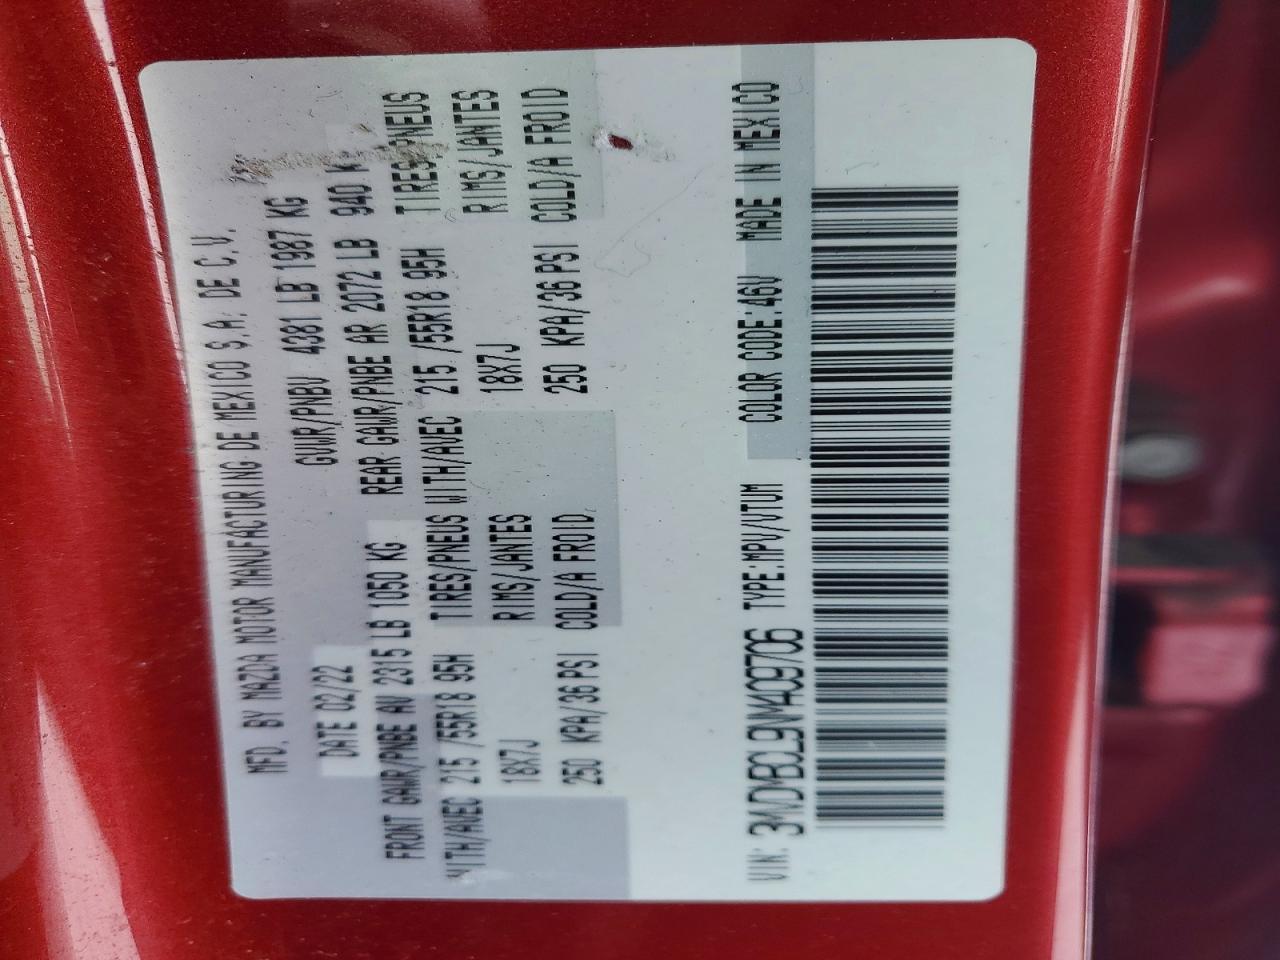 MFD. BY MAZDA MOTOR MANUFACTURING DE MEXICO S.A. DE C.V.
DATE 02/22 GVWR/PNBV 4381 LB 1987 KG
FRONT GAWR/PNBE AV 2315 LB 1050 KG REAR GAWR/PNBE AR 2072 LB 940 K
WITH/AVEC 215 /55R18 95H TIRES/PNEUS WITH/AVEC 215 /55R18 95H TIRES/PNEUS
18X7J RIMS/JANTES 18X7J RIMS/JANTES
250 KPA/36 PSI COLD/A FROID, 250 KPA/36 PSI COLD/A FROID
VIN: 3MVDMBCL9NM409706 TYPE:MPV/VTUM COLOR CODE:46V MADE IN MEXICO